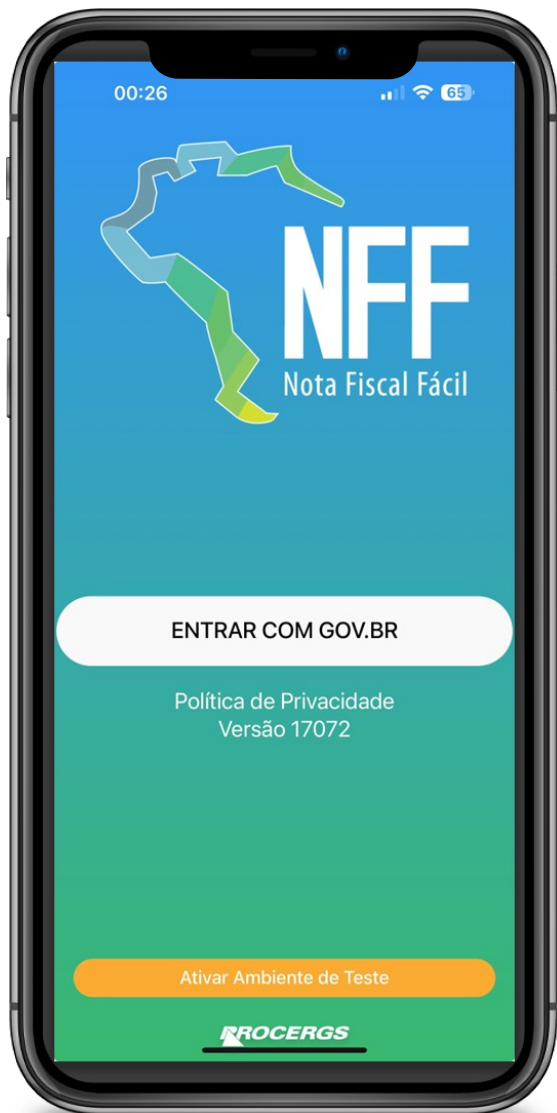 00:26
65
NFF
Nota Fiscal Fácil
ENTRAR COM GOV.BR
Política de Privacidade
Versão 17072
Ativar Ambiente de Teste
PROCERGS